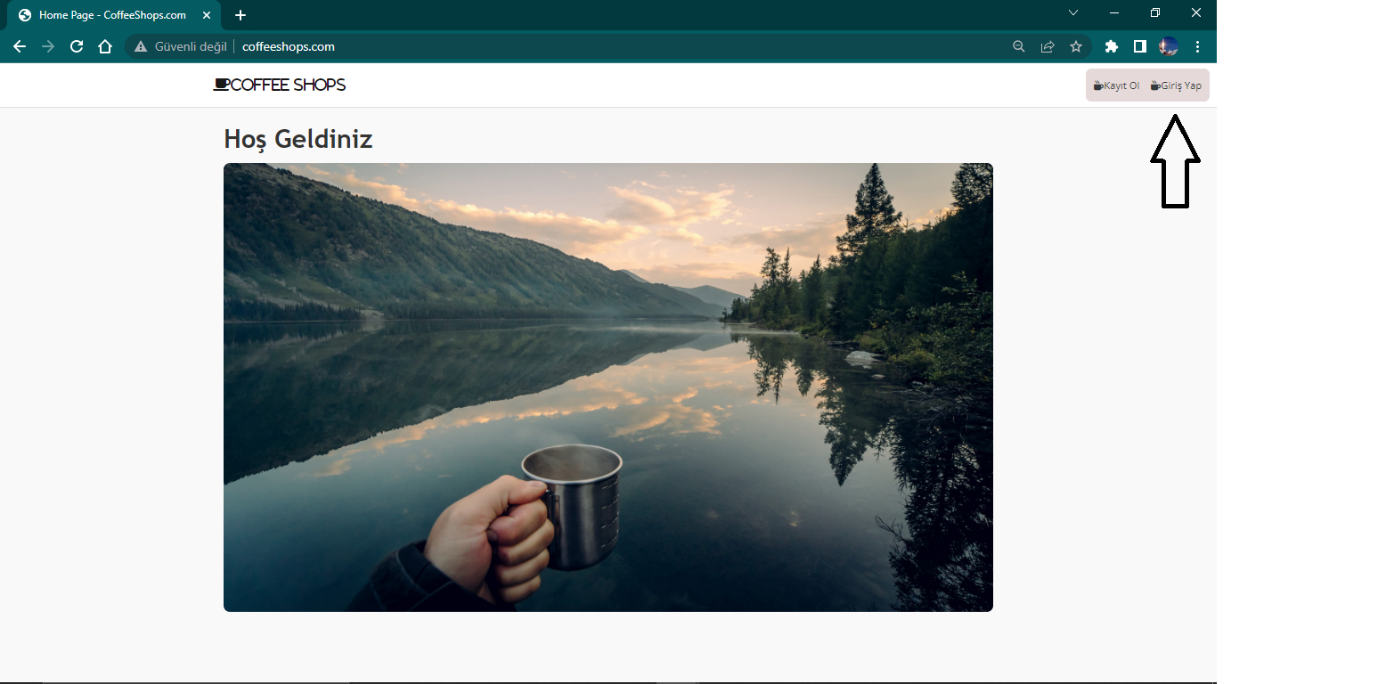 Home Page - CoffeeShops.com
Güvenli değil coffeeshops.com
COFFEE SHOPS
Kayıt Ol Giriş Yap
Hoş Geldiniz